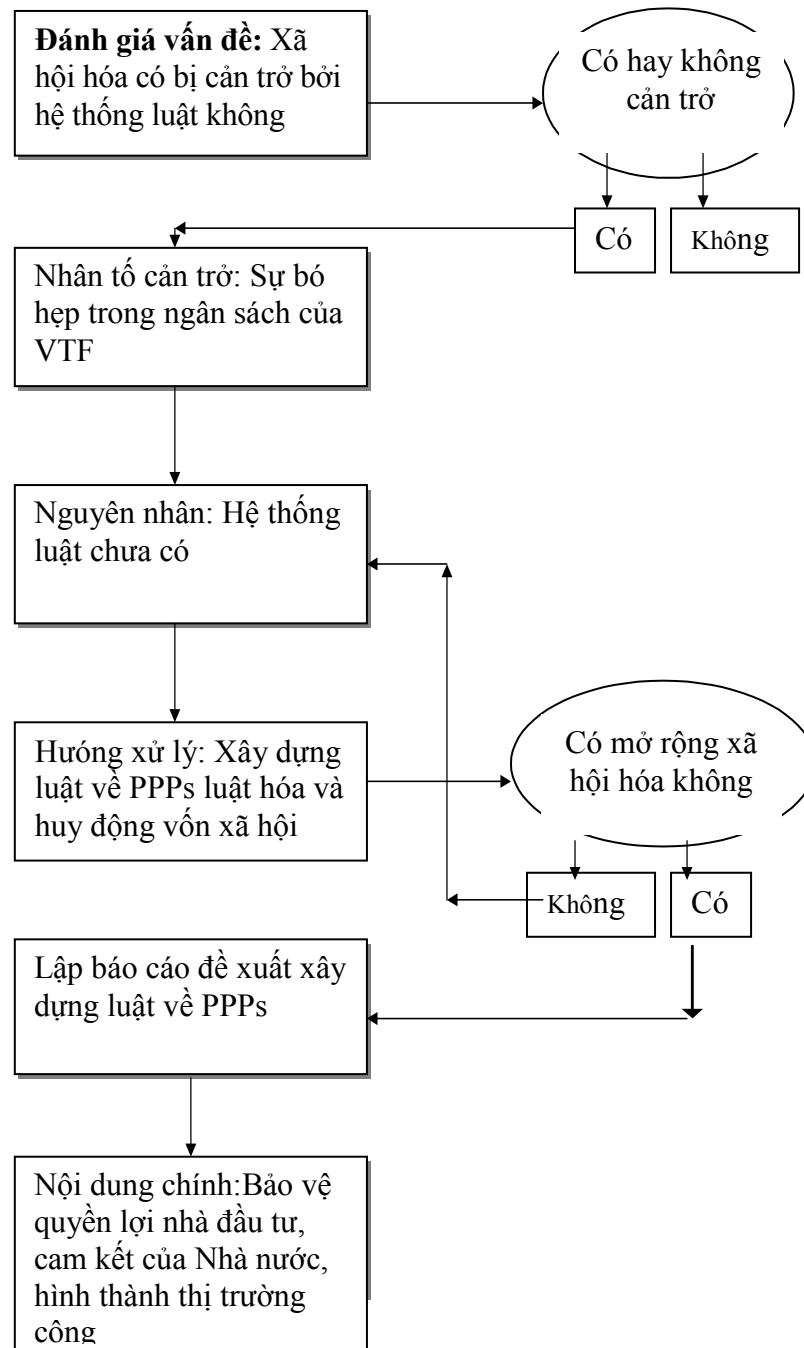 Đánh giá vấn đề: Xã
hội hóa có bị cản trở bởi
hệ thống luật không
Có hay không
cản trở
Có
Không
Nhân tố cản trở: Sự bó
hẹp trong ngân sách của
VTF
Nguyên nhân: Hệ thống
luật chưa có
Hưóng xử lý: Xây dựng
luật về PPPs luật hóa và
huy động vốn xã hội
Có mở rộng xã
hội hóa không
Không
Có
Lập báo cáo đề xuất xây
dựng luật về PPPs
Nội dung chính:Bảo vệ
quyền lợi nhà đầu tư,
cam kết của Nhà nước,
hình thành thị trường
công